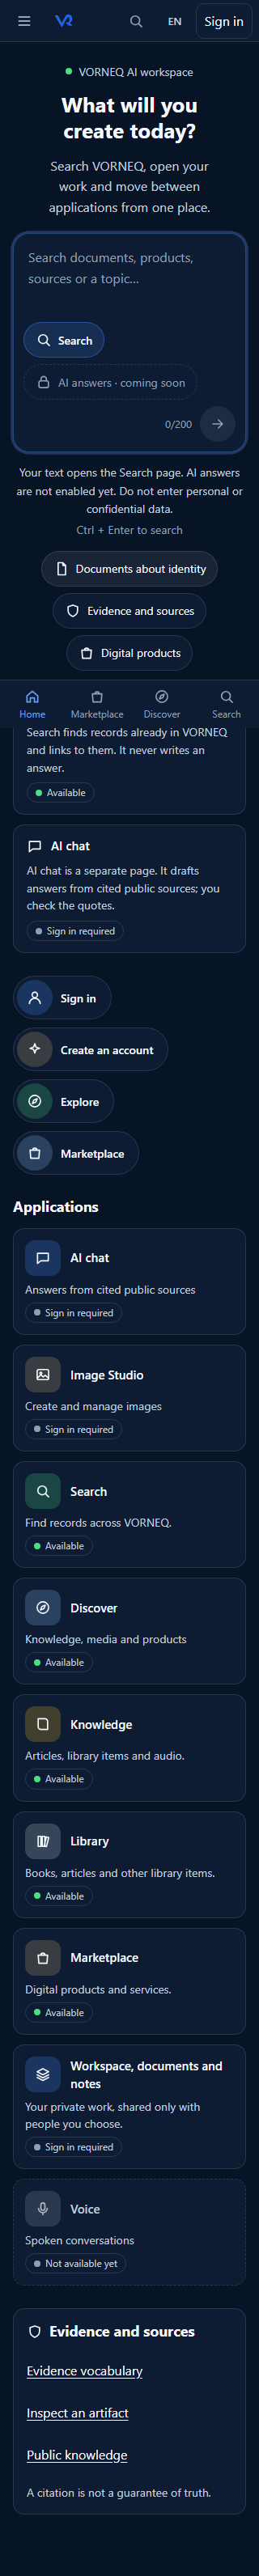 EN
Sign in
VORNEQ AI workspace
What will you
create today?
Search VORNEQ, open your
work and move between
applications from one place.
Search documents, products,
sources or a topic...
Search
AI answers · coming soon
0/200
Your text opens the Search page. AI answers
are not enabled yet. Do not enter personal or
confidential data.
Ctrl + Enter to search
Documents about identity
Evidence and sources
Digital products
Home
Marketplace
Discover
Search
Search finds records already in VORNEQ
and links to them. It never writes an
answer.
Available
AI chat
AI chat is a separate page. It drafts
answers from cited public sources; you
check the quotes.
Sign in required
Sign in
Create an account
Explore
Marketplace
Applications
AI chat
Answers from cited public sources
Sign in required
Image Studio
Create and manage images
Sign in required
Search
Find records across VORNEQ.
Available
Discover
Knowledge, media and products
Available
Knowledge
Articles, library items and audio.
Available
Library
Books, articles and other library items.
Available
Marketplace
Digital products and services.
Available
Workspace, documents and
notes
Your private work, shared only with
people you choose.
Sign in required
Voice
Spoken conversations
Not available yet
Evidence and sources
Evidence vocabulary
Inspect an artifact
Public knowledge
A citation is not a guarantee of truth.